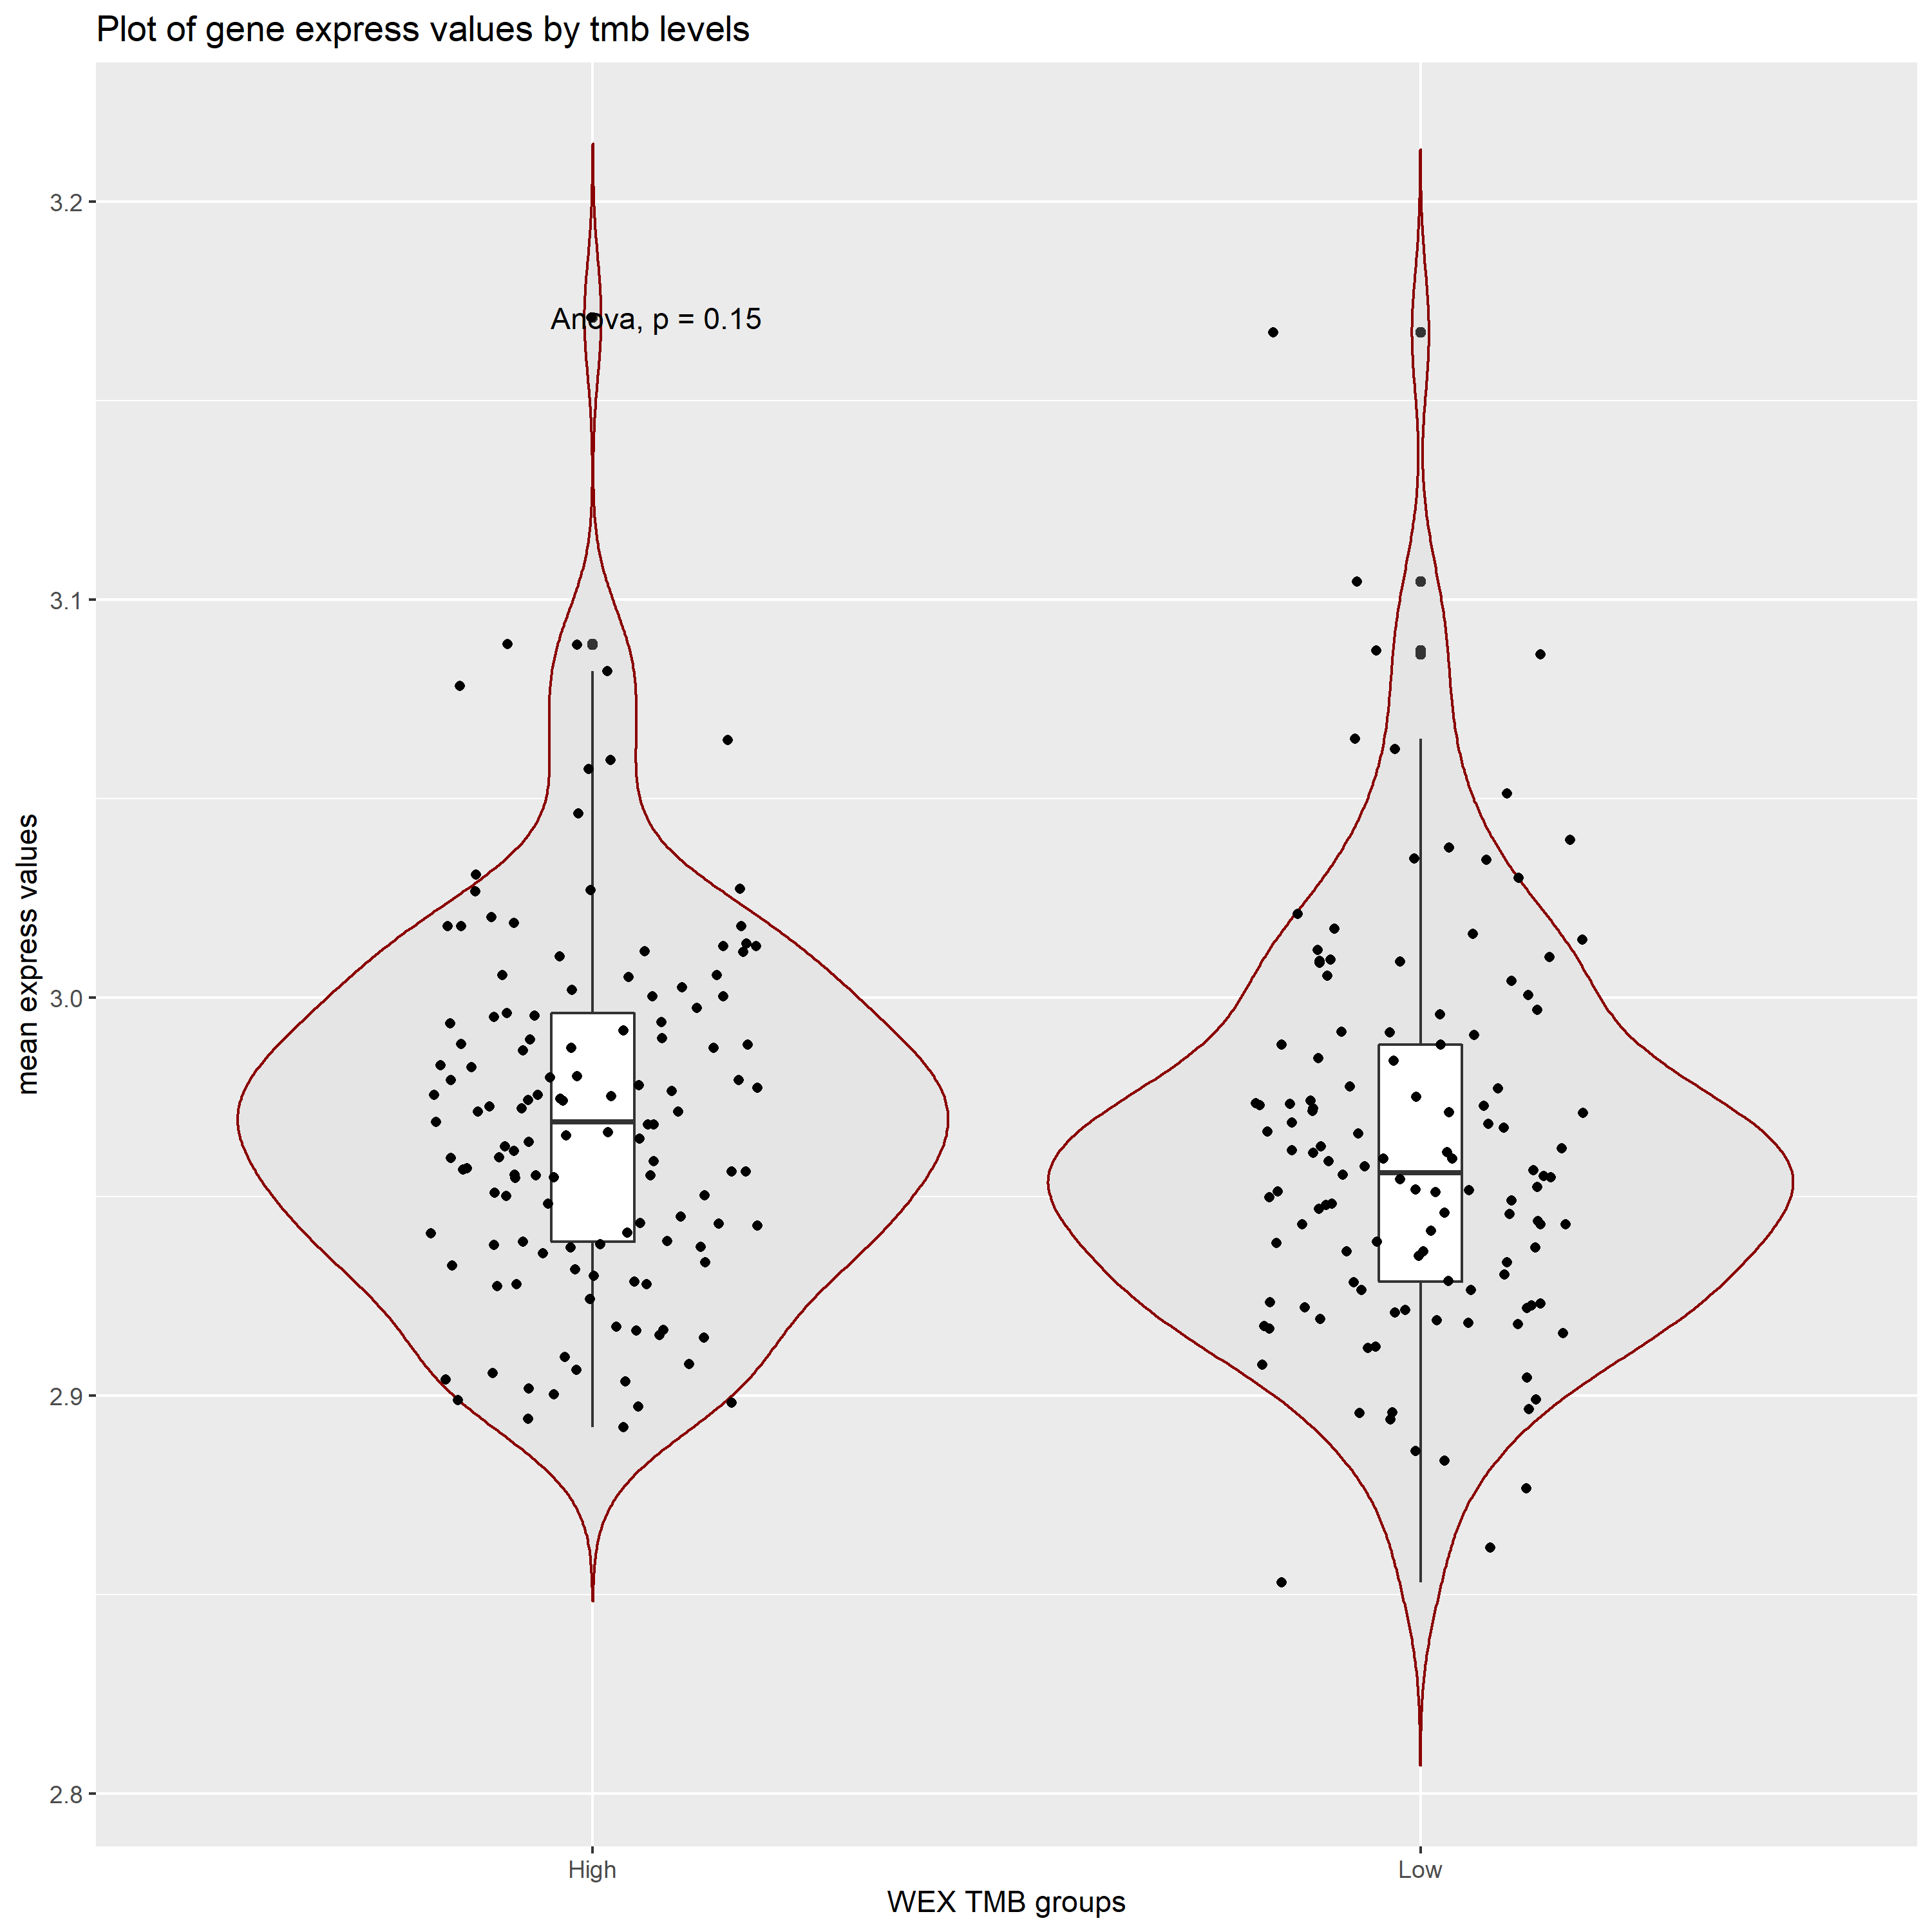 Plot of gene express values by tmb levels
Anova, p = 0.15
3.2
3.1
3.0
2.9
2.8
mean express values
High
Low
WEX TMB groups